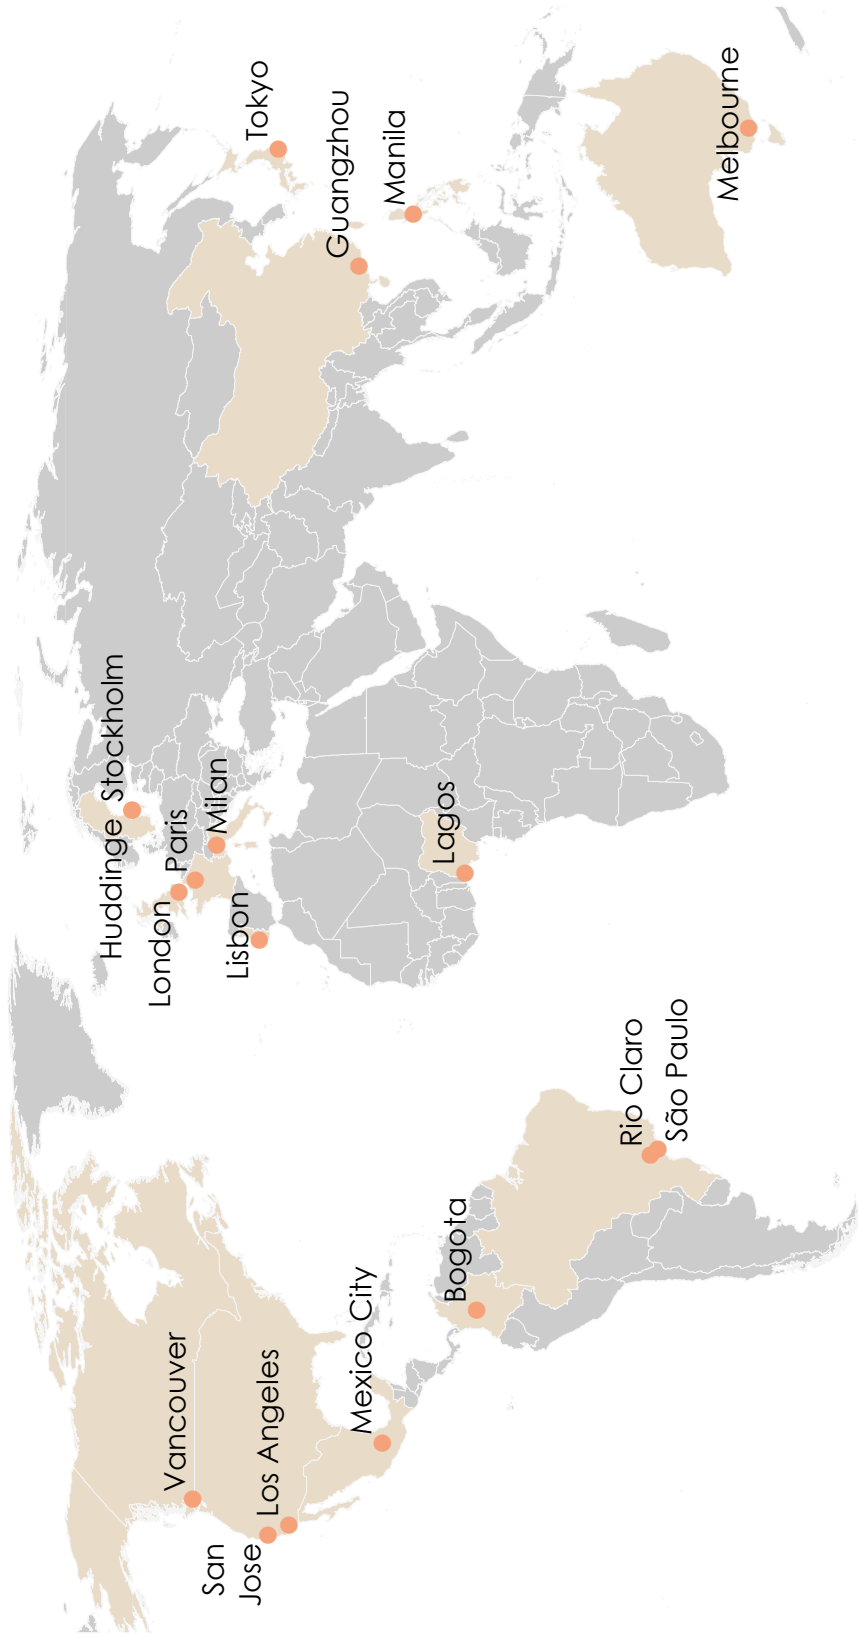 Vancouver
San
Jose
Los Angeles
Mexico City
Bogota
Rio Claro
São Paulo
Huddinge
Stockholm
London
Paris
Milan
Lisbon
Lagos
Tokyo
Guangzhou
Manila
Melbourne